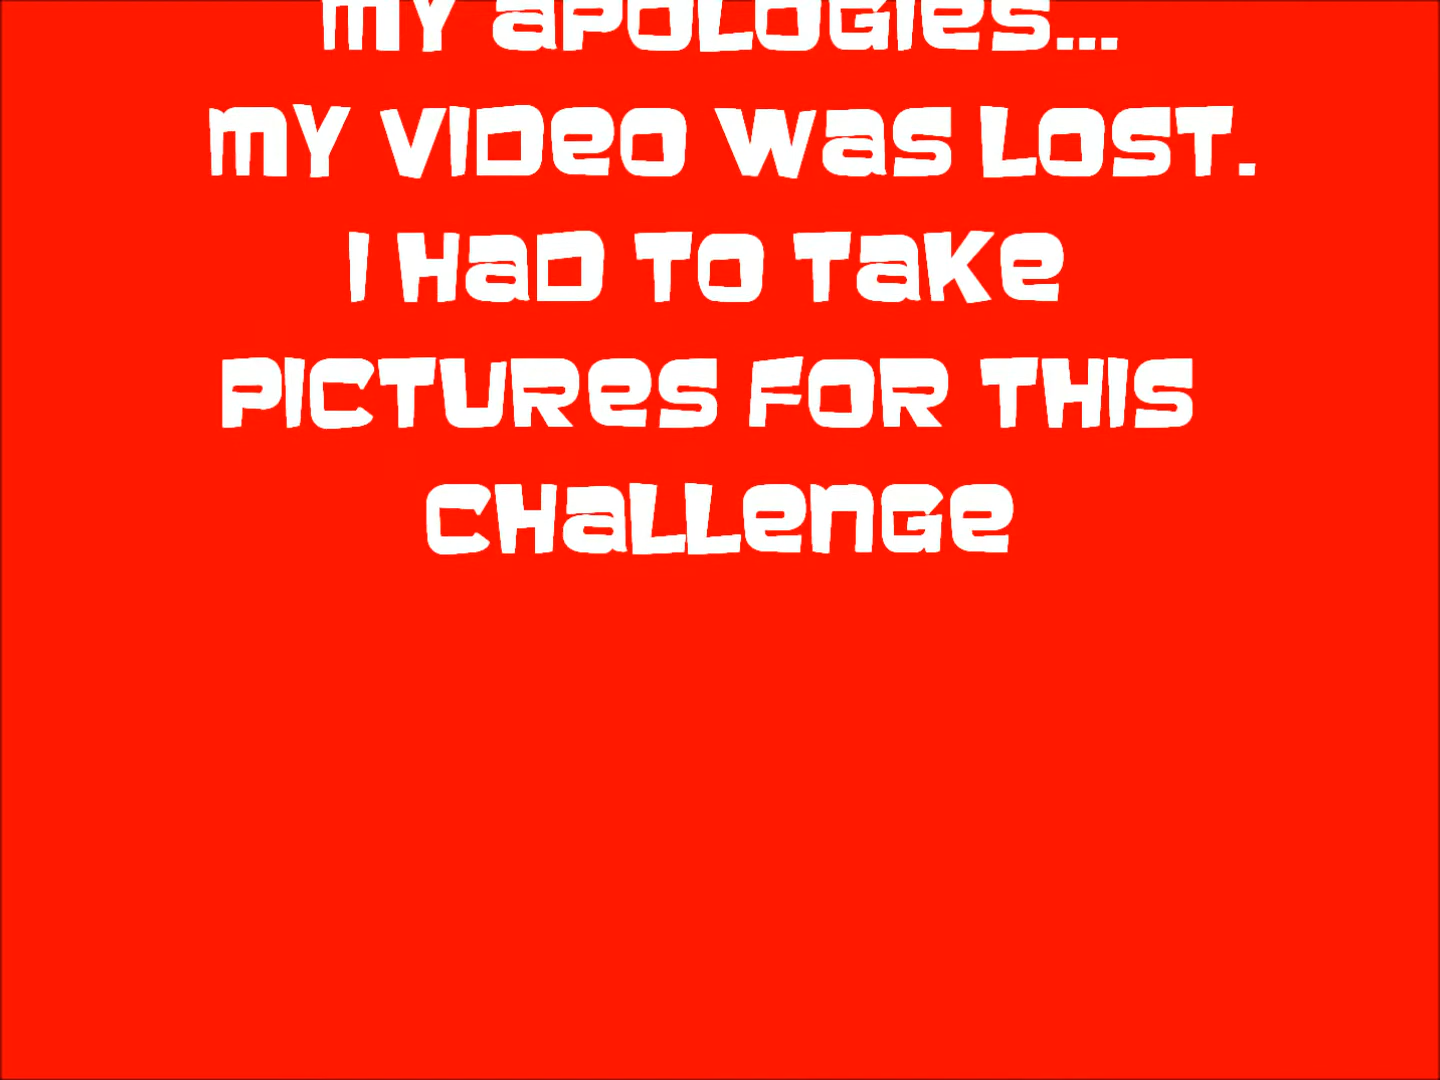 my apologies...
my video was lost.
I had to take
pictures for this
challenge